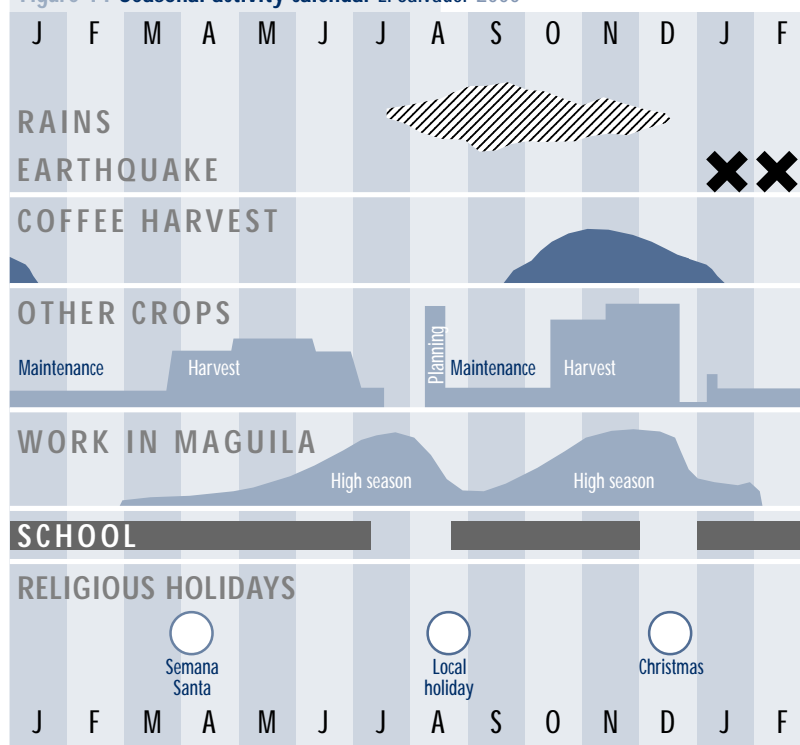 J F M A M J J A S O N D J F
RAINS
EARTHQUAKE
COFFEE HARVEST
OTHER CROPS
Maintenance
Harvest
Planning
Maintenance
Harvest
WORK IN MAGUILA
High season
High season
SCHOOL
RELIGIOUS HOLIDAYS
Semana
Santa
Local
holiday
Christmas
J F M A M J J A S O N D J F